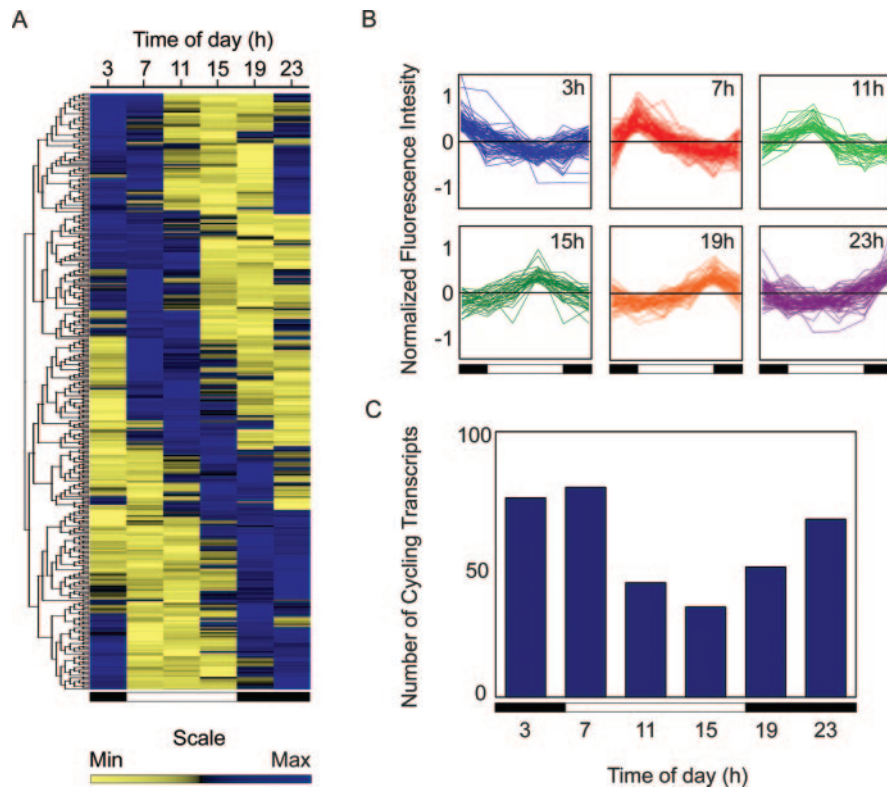 A
Time of day (h)
3 7 11 15 19 23
Scale
Min Max
B
Normalized Fluorescence Intesity
1
0
-1
3h
7h
11h
1
0
-1
15h
19h
23h
C
Number of Cycling Transcripts
100
50
0
3 7 11 15 19 23
Time of day (h)